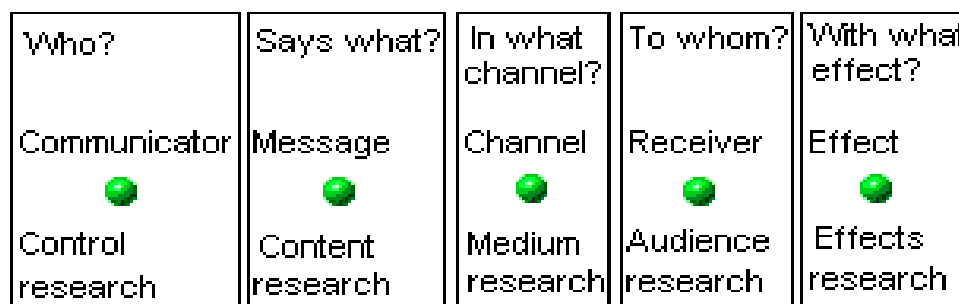 Who?
Communicator
Control
research
Says what?
Message
Content
research
In what
channel?
Channel
Medium
research
To whom?
Receiver
Audience
research
With what
effect?
Effect
Effects
research